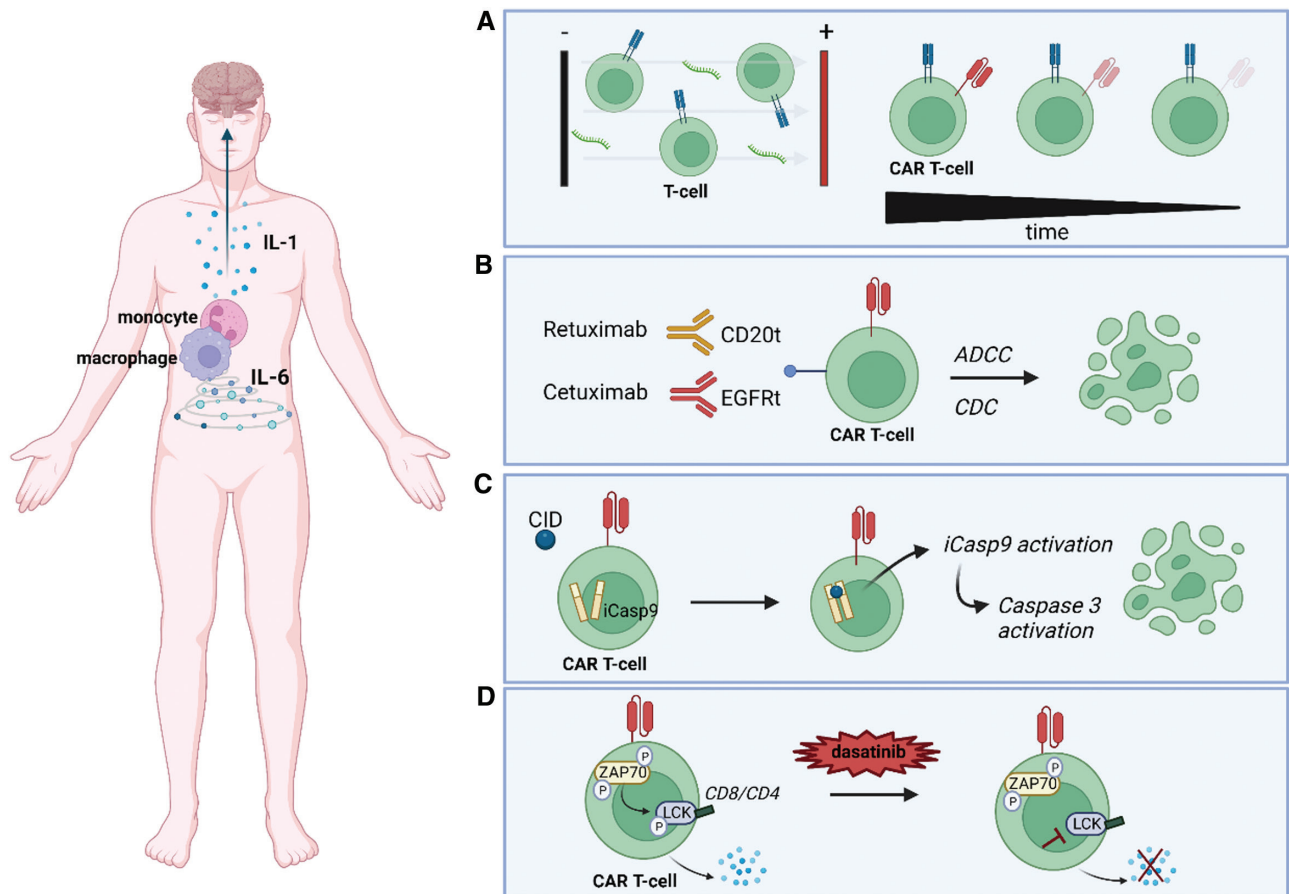 IL-1
monocyte
macrophage
IL-6
A
-
+
T-cell
CAR T-cell
time
B
Retuximab
CD20t
Cetuximab
EGFRt
CAR T-cell
ADCC
CDC
C
CID
iCasp9
CAR T-cell
iCasp9 activation
Caspase 3
activation
D
P
ZAP70
P
LCK
P
CD8/CD4
CAR T-cell
dasatinib
P
ZAP70
P
LCK